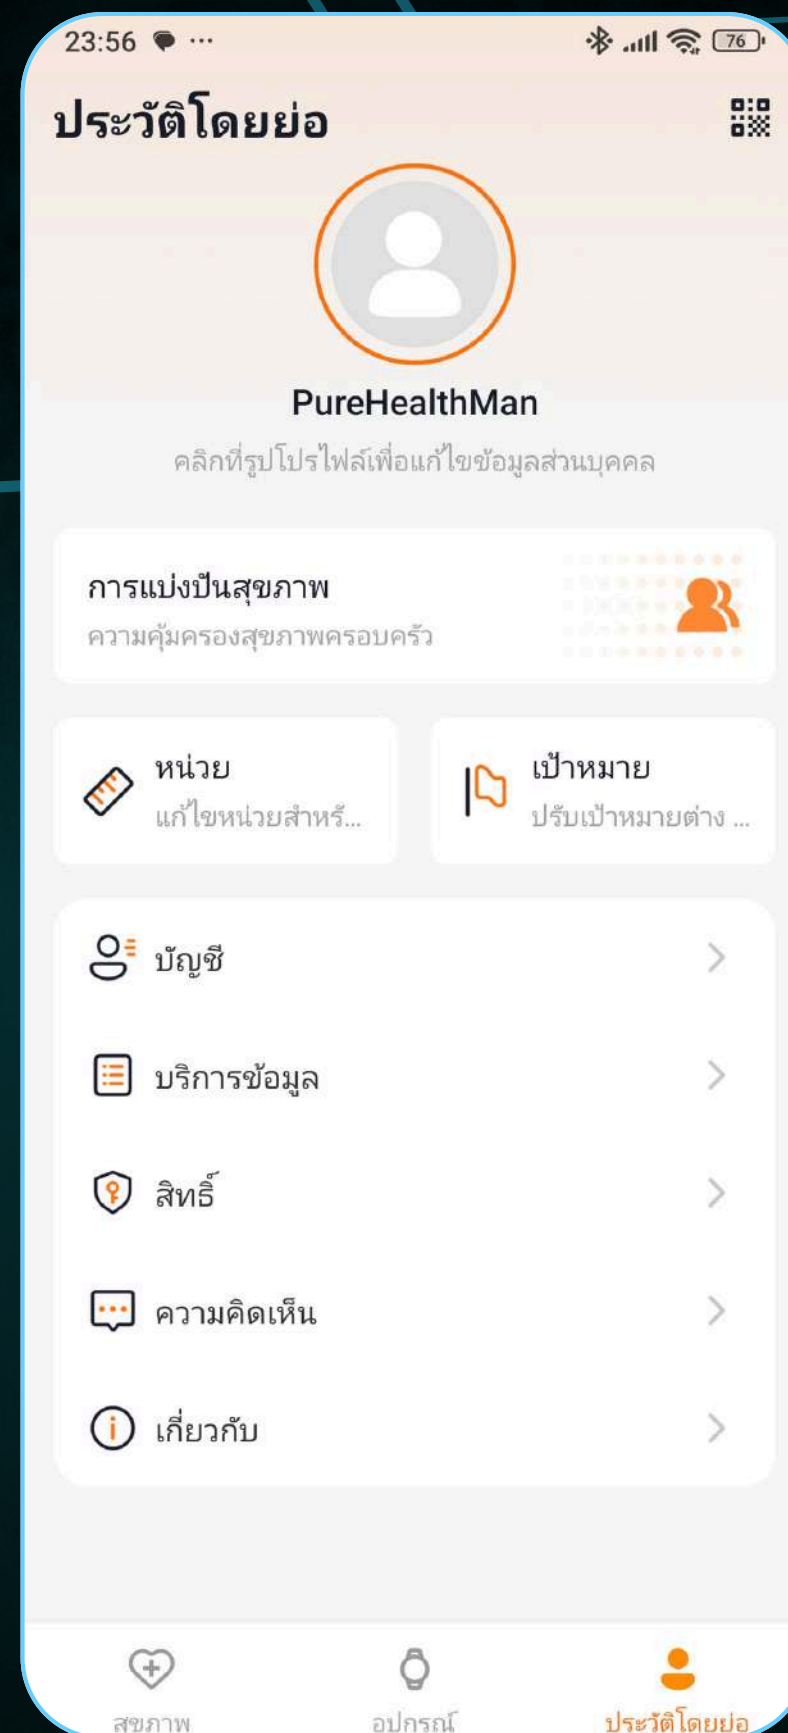 23:56
76
ประวัติโดยย่อ
PureHealthMan
คลิกที่รูปโปรไฟล์เพื่อแก้ไขข้อมูลส่วนบุคคล
การแบ่งปันสุขภาพ
ความคุ้มครองสุขภาพครอบครัว
หน่วย
แก้ไขหน่วยสำหรั...
เป้าหมาย
ปรับเป้าหมายต่าง ...
บัญชี
บริการข้อมูล
สิทธิ์
ความคิดเห็น
เกี่ยวกับ
สุขภาพ
อุปกรณ์
ประวัติโดยย่อ